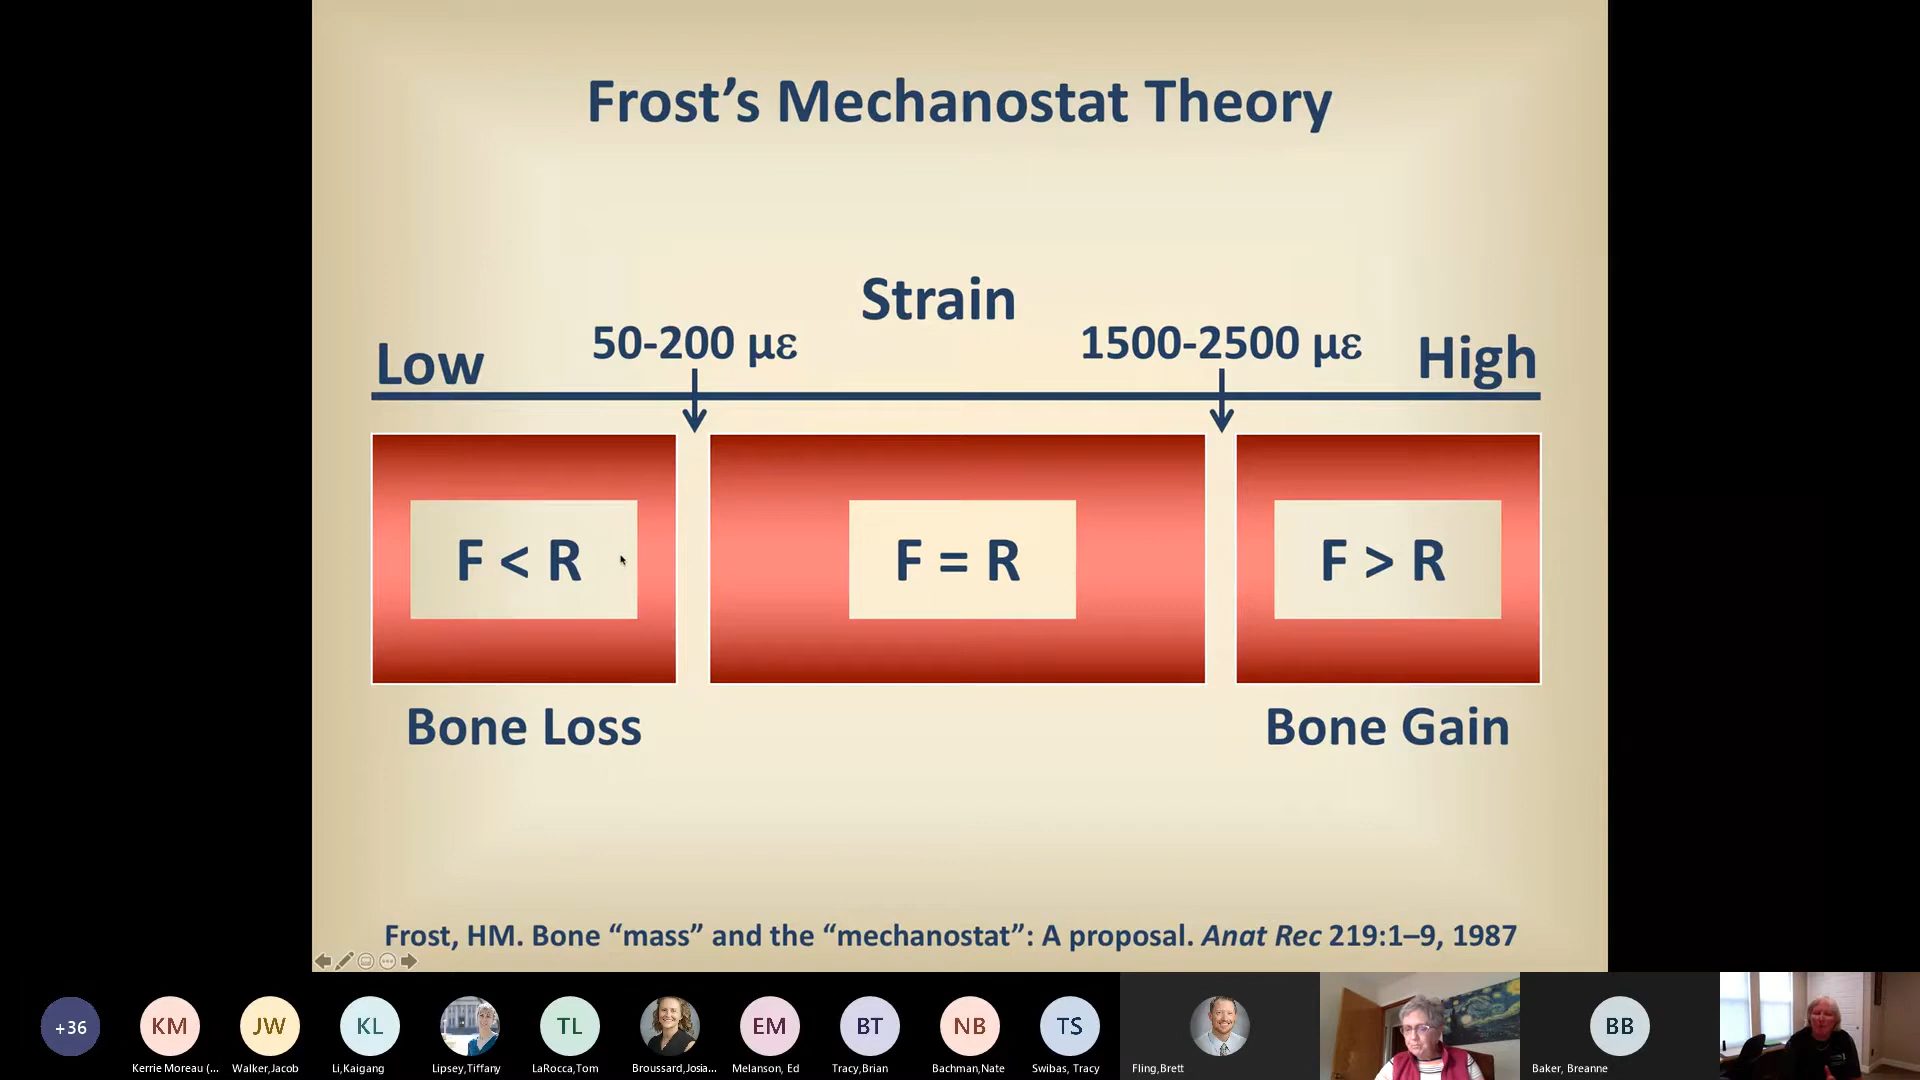 Frost’s Mechanostat Theory
Strain
50-200 με
1500-2500 με
Low
High
F < R
F = R
F > R
Bone Loss
Bone Gain
Frost, HM. Bone “mass” and the “mechanostat”: A proposal. Anat Rec 219:1–9, 1987
+36
KM
JW
KL
TL
EM
BT
NB
TS
BB
Kerrie Moreau (...
Walker,Jacob
Li,Kaigang
Lipsey,Tiffany
LaRocca,Tom
Broussard,Josia...
Melanson, Ed
Tracy,Brian
Bachman,Nate
Swibas, Tracy
Fling,Brett
Baker, Breanne